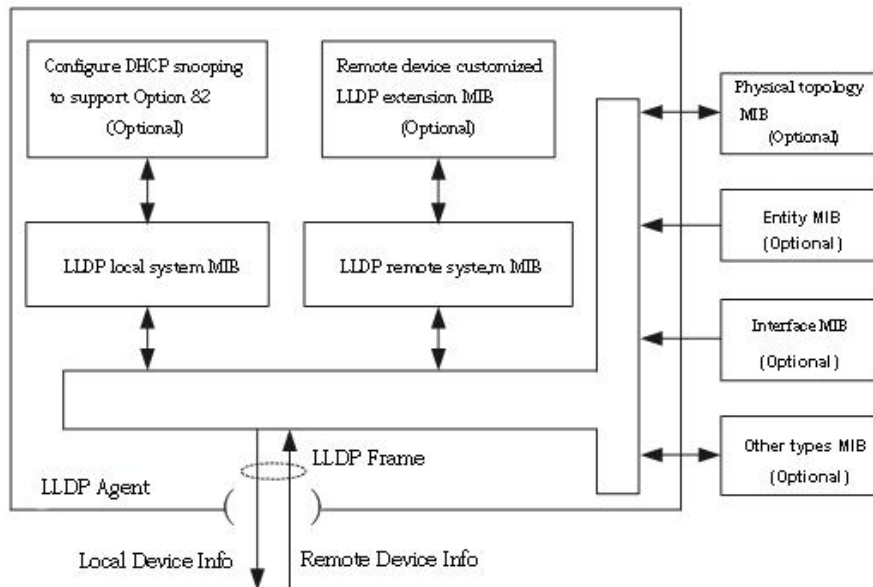 Configure DHCP snooping
to support Option 82
(Optional)
Remote device customized
LLDP extension MIB
(Optional)
Physical topology
MIB
(Optional)
Entity MIB
(Optional)
LLDP local system MIB
LLDP remote syste,m MIB
Interface MIB
(Optional)
Other types MIB
(Optional)
LLDP Frame
LLDP Agent
Local Device Info
Remote Device Info